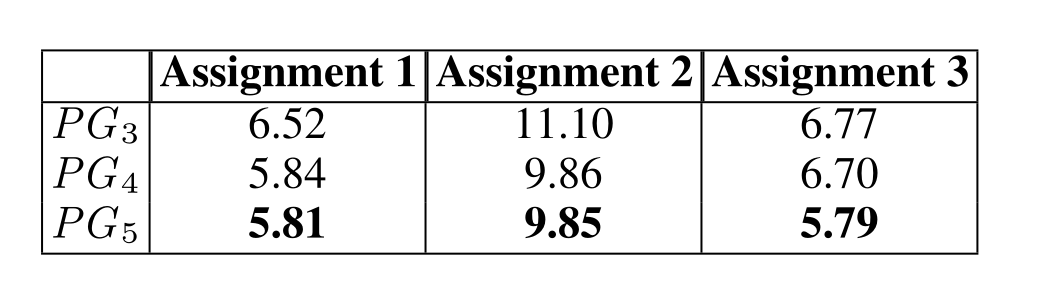 Assignment 1 Assignment 2 Assignment 3
PG₃ 6.52 11.10 6.77
PG₄ 5.84 9.86 6.70
PG₅ 5.81 9.85 5.79